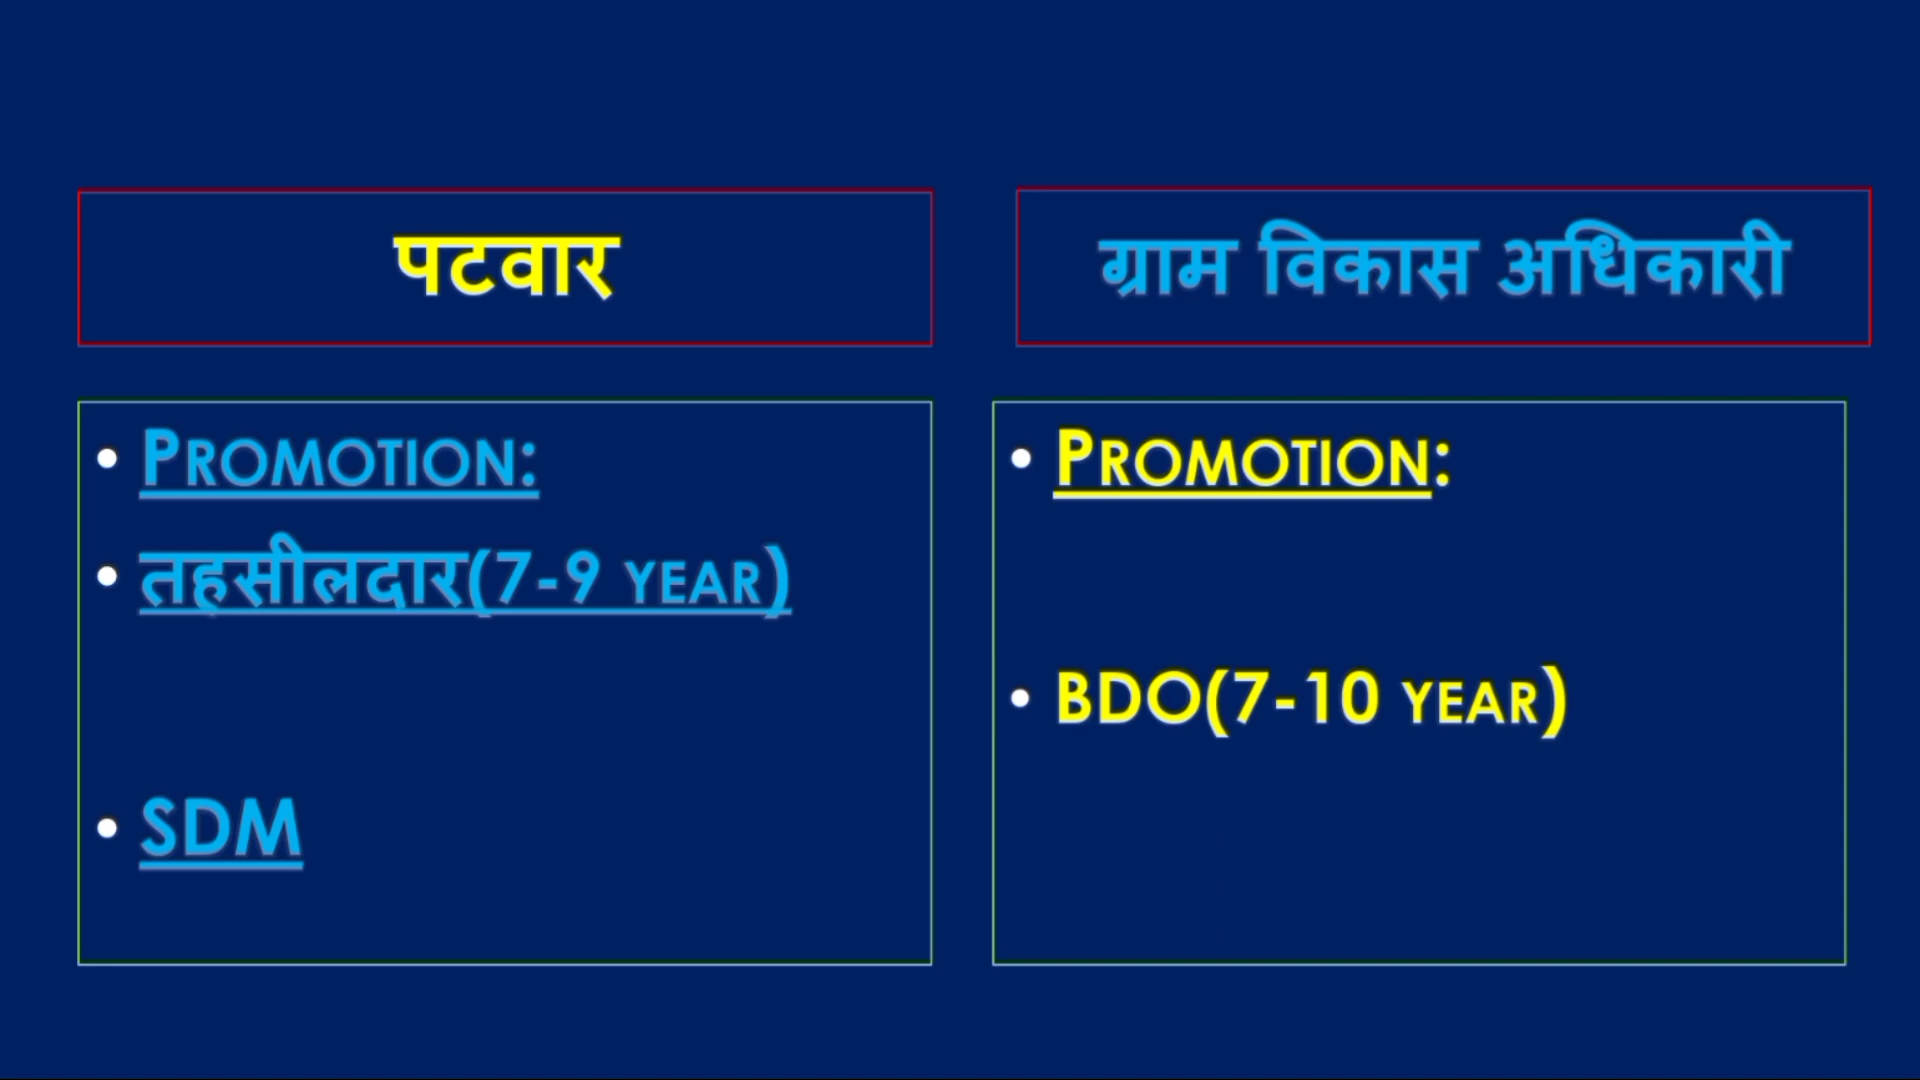 पटवार
ग्राम विकास अधिकारी
• PROMOTION:
• तहसीलदार(7-9 YEAR)
• SDM
• PROMOTION:
• BDO(7-10 YEAR)